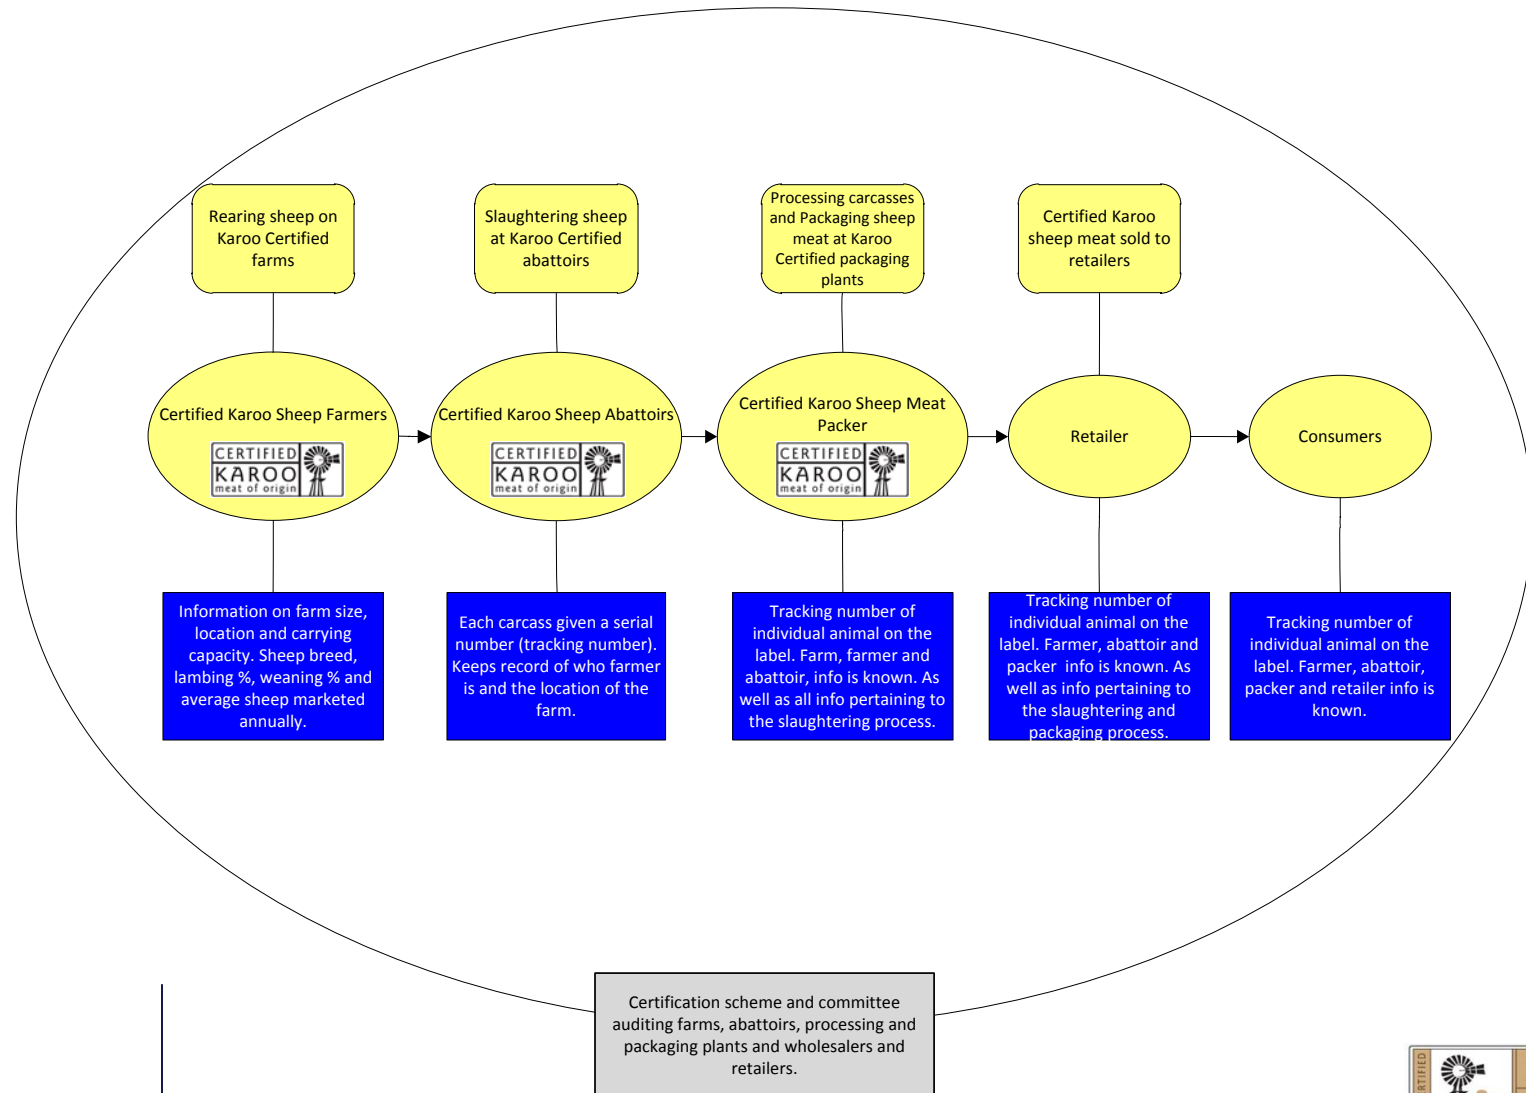 Rearing sheep on
Karoo Certified
farms
Slaughtering sheep
at Karoo Certified
abattoirs
Processing carcasses
and Packaging sheep
meat at Karoo
Certified packaging
plants
Certified Karoo
sheep meat sold to
retailers
Certified Karoo Sheep Farmers
CERTIFIED
KAROO
meat of origin
Certified Karoo Sheep Abattoirs
CERTIFIED
KAROO
meat of origin
Certified Karoo Sheep Meat
Packer
CERTIFIED
KAROO
meat of origin
Retailer
Consumers
Information on farm size,
location and carrying
capacity. Sheep breed,
lambing %, weaning % and
average sheep marketed
annually.
Each carcass given a serial
number (tracking number).
Keeps record of who farmer
is and the location of the
farm.
Tracking number of
individual animal on the
label. Farm, farmer and
abattoir, info is known. As
well as all info pertaining to
the slaughtering process.
Tracking number of
individual animal on the
label. Farmer, abattoir and
packer  info is known. As
well as info pertaining to
the slaughtering and
packaging process.
Tracking number of
individual animal on the
label. Farmer, abattoir,
packer and retailer info is
known.
Certification scheme and committee
auditing farms, abattoirs, processing and
packaging plants and wholesalers and
retailers.